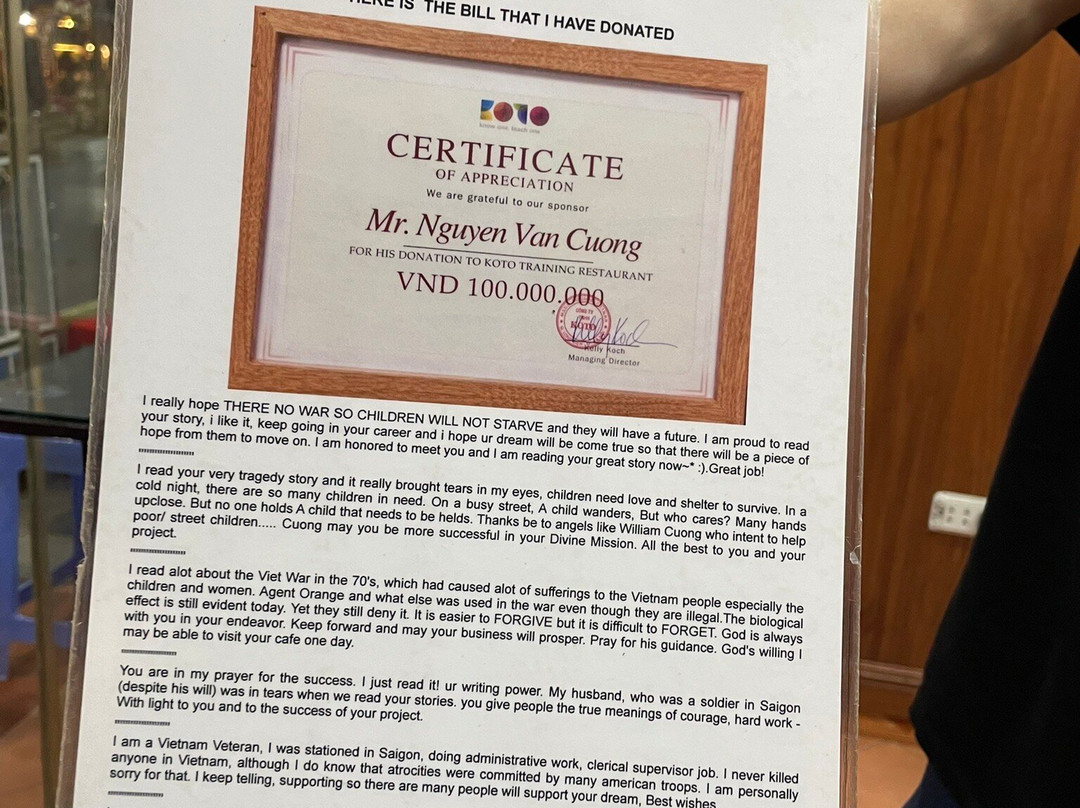 THE BILL THAT I HAVE DONATED
KOTO
know one, teach one
CERTIFICATE
OF APPRECIATION
We are grateful to our sponsor
Mr. Nguyen Van Cuong
FOR HIS DONATION TO KOTO TRAINING RESTAURANT
VND 100.000.000
CÔNG TY
KOTO
Kelly Koch
Managing Director
I really hope THERE NO WAR SO CHILDREN WILL NOT STARVE and they will have a future. I am proud to read
your story, i like it, keep going in your career and i hope ur dream will be come true so that there will be a piece of
hope from them to move on. I am honored to meet you and I am reading your great story now~* :).Great job!
I read your very tragedy story and it really brought tears in my eyes, children need love and shelter to survive. In a
cold night, there are so many children in need. On a busy street, A child wanders, But who cares? Many hands
upclose. But no one holds A child that needs to be helds. Thanks be to angels like William Cuong who intent to help
poor/ street children..... Cuong may you be more successful in your Divine Mission. All the best to you and your
project.
I read alot about the Viet War in the 70's, which had caused alot of sufferings to the Vietnam people especially the
children and women. Agent Orange and what else was used in the war even though they are illegal.The biological
effect is still evident today. Yet they still deny it. It is easier to FORGIVE but it is difficult to FORGET. God is always
with you in your endeavor. Keep forward and may your business will prosper. Pray for his guidance. God's willing I
may be able to visit your cafe one day.
You are in my prayer for the success. I just read it! ur writing power. My husband, who was a soldier in Saigon
(despite his will) was in tears when we read your stories. you give people the true meanings of courage, hard work -
With light to you and to the success of your project.
I am a Vietnam Veteran, I was stationed in Saigon, doing administrative work, clerical supervisor job. I never killed
anyone in Vietnam, although I do know that atrocities were committed by many american troops. I am personally
sorry for that. I keep telling, supporting so there are many people will support your dream, Best wishes